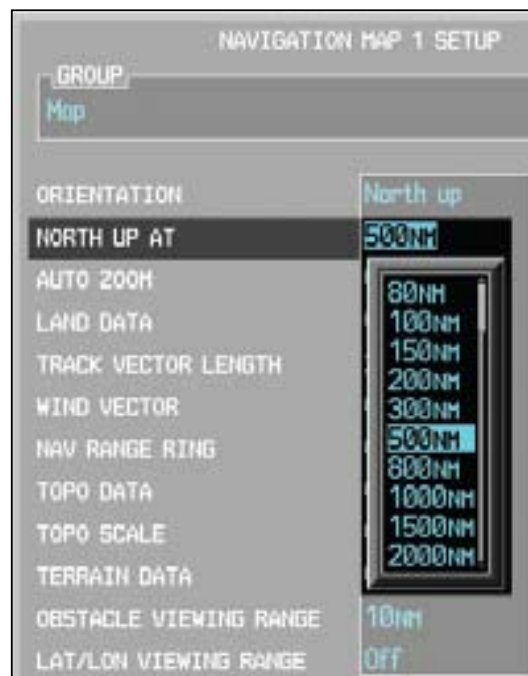 NAVIGATION MAP 1 SETUP
GROUP
Map
ORIENTATION North up
NORTH UP AT 500NM
AUTO ZOOM
LAND DATA
TRACK VECTOR LENGTH
WIND VECTOR
NAV RANGE RING
TOPO DATA
TOPO SCALE
TERRAIN DATA
80NM
100NM
150NM
200NM
300NM
500NM
800NM
1000NM
1500NM
2000NM
OBSTACLE VIEWING RANGE 10NM
LAT/LON VIEWING RANGE Off